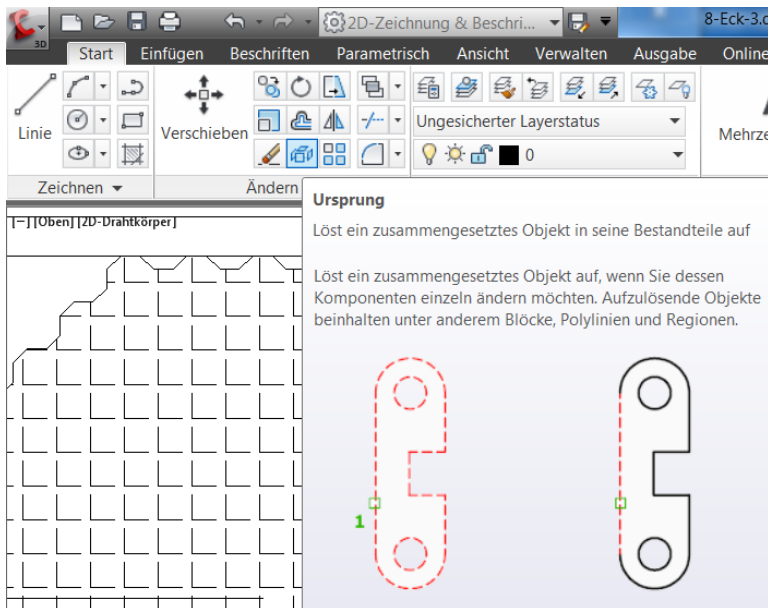 2D-Zeichnung & Beschri...
8-Eck-3.d
3D
Start Einfügen Beschriften Parametrisch Ansicht Verwalten Ausgabe Online
Linie
Verschieben
Ungesicherter Layerstatus
0
Mehrze
Zeichnen
Ändern
[−] [Oben] [2D-Drahtkörper]
Ursprung
Löst ein zusammengesetztes Objekt in seine Bestandteile auf
Löst ein zusammengesetztes Objekt auf, wenn Sie dessen
Komponenten einzeln ändern möchten. Aufzulösende Objekte
beinhalten unter anderem Blöcke, Polylinien und Regionen.
1